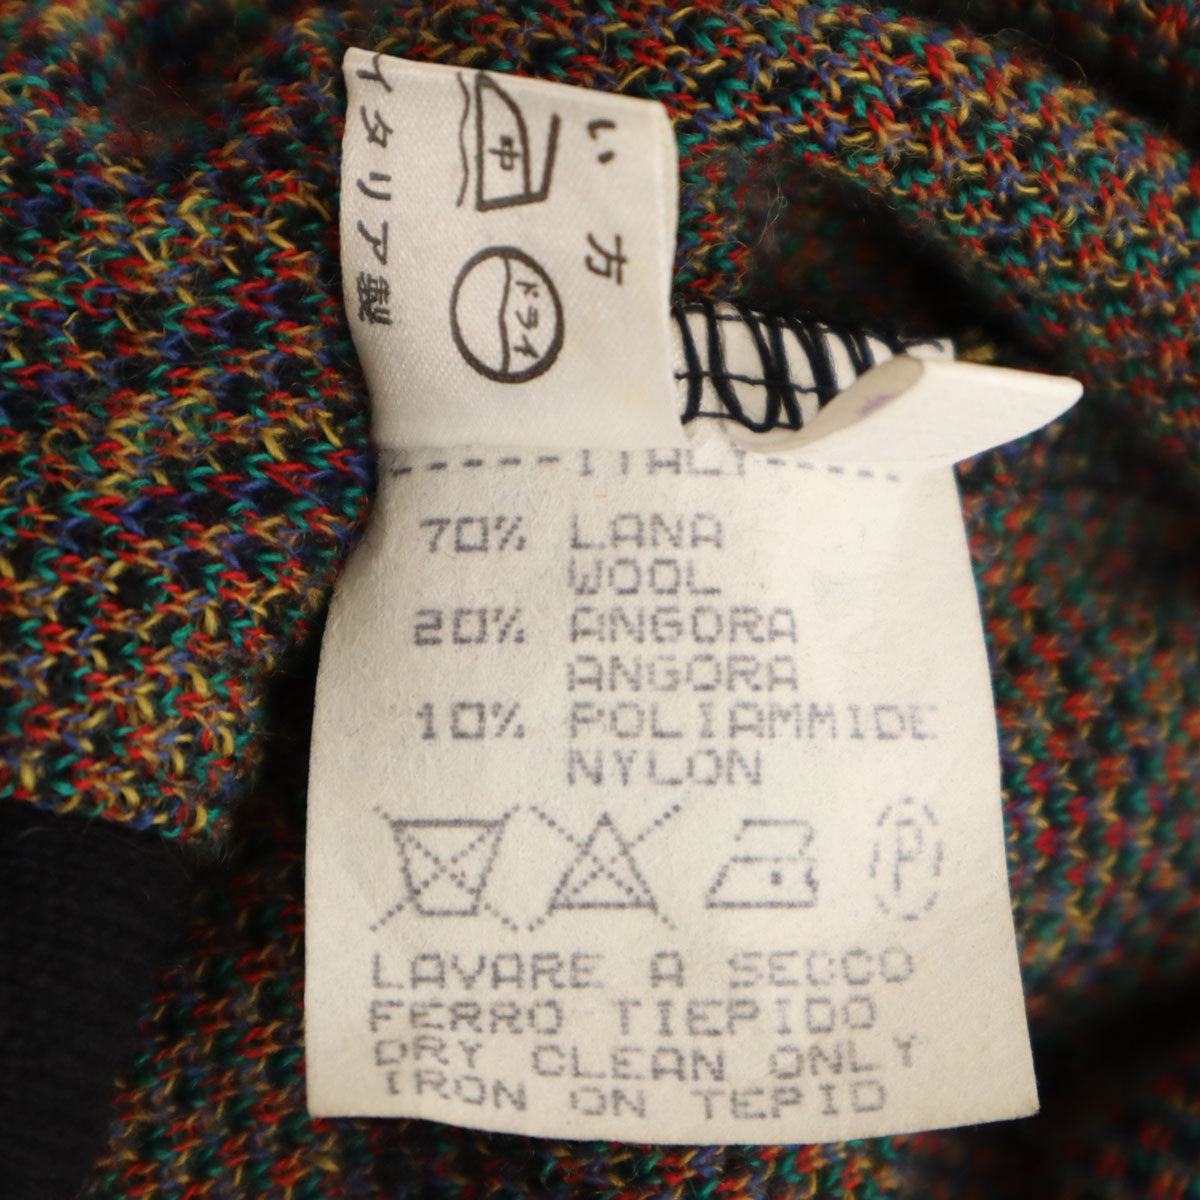 い方
中
ドライ
イタリア製
-----ITALY-----
70% LANA
WOOL
20% ANGORA
ANGORA
10% POLIAMMIDE
NYLON
P
LAVARE A SECCO
FERRO TIEPIDO
DRY CLEAN ONLY
IRON ON TEPID